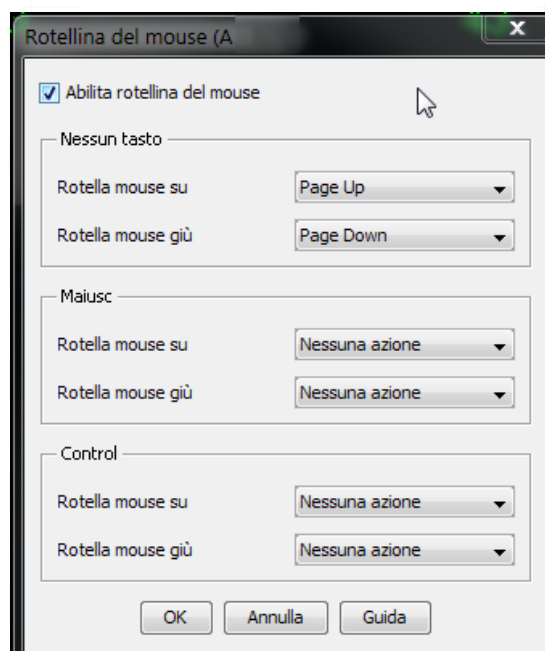 Rotellina del mouse (A
x
Abilita rotellina del mouse
Nessun tasto
Rotella mouse su Page Up
Rotella mouse giù Page Down
Maiusc
Rotella mouse su Nessuna azione
Rotella mouse giù Nessuna azione
Control
Rotella mouse su Nessuna azione
Rotella mouse giù Nessuna azione
OK Annulla Guida